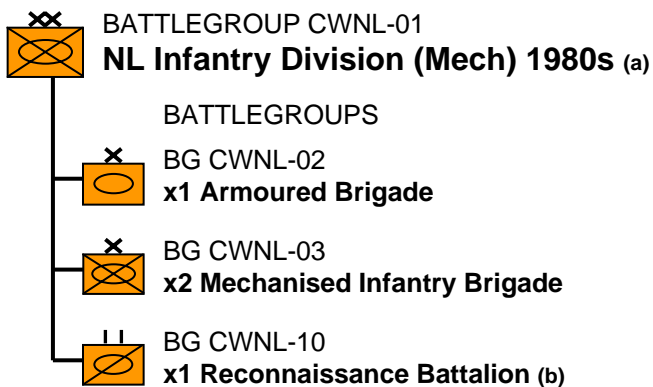 BATTLEGROUP CWNL-01
NL Infantry Division (Mech) 1980s (a)
BATTLEGROUPS
BG CWNL-02
x1 Armoured Brigade
BG CWNL-03
x2 Mechanised Infantry Brigade
BG CWNL-10
x1 Reconnaissance Battalion (b)